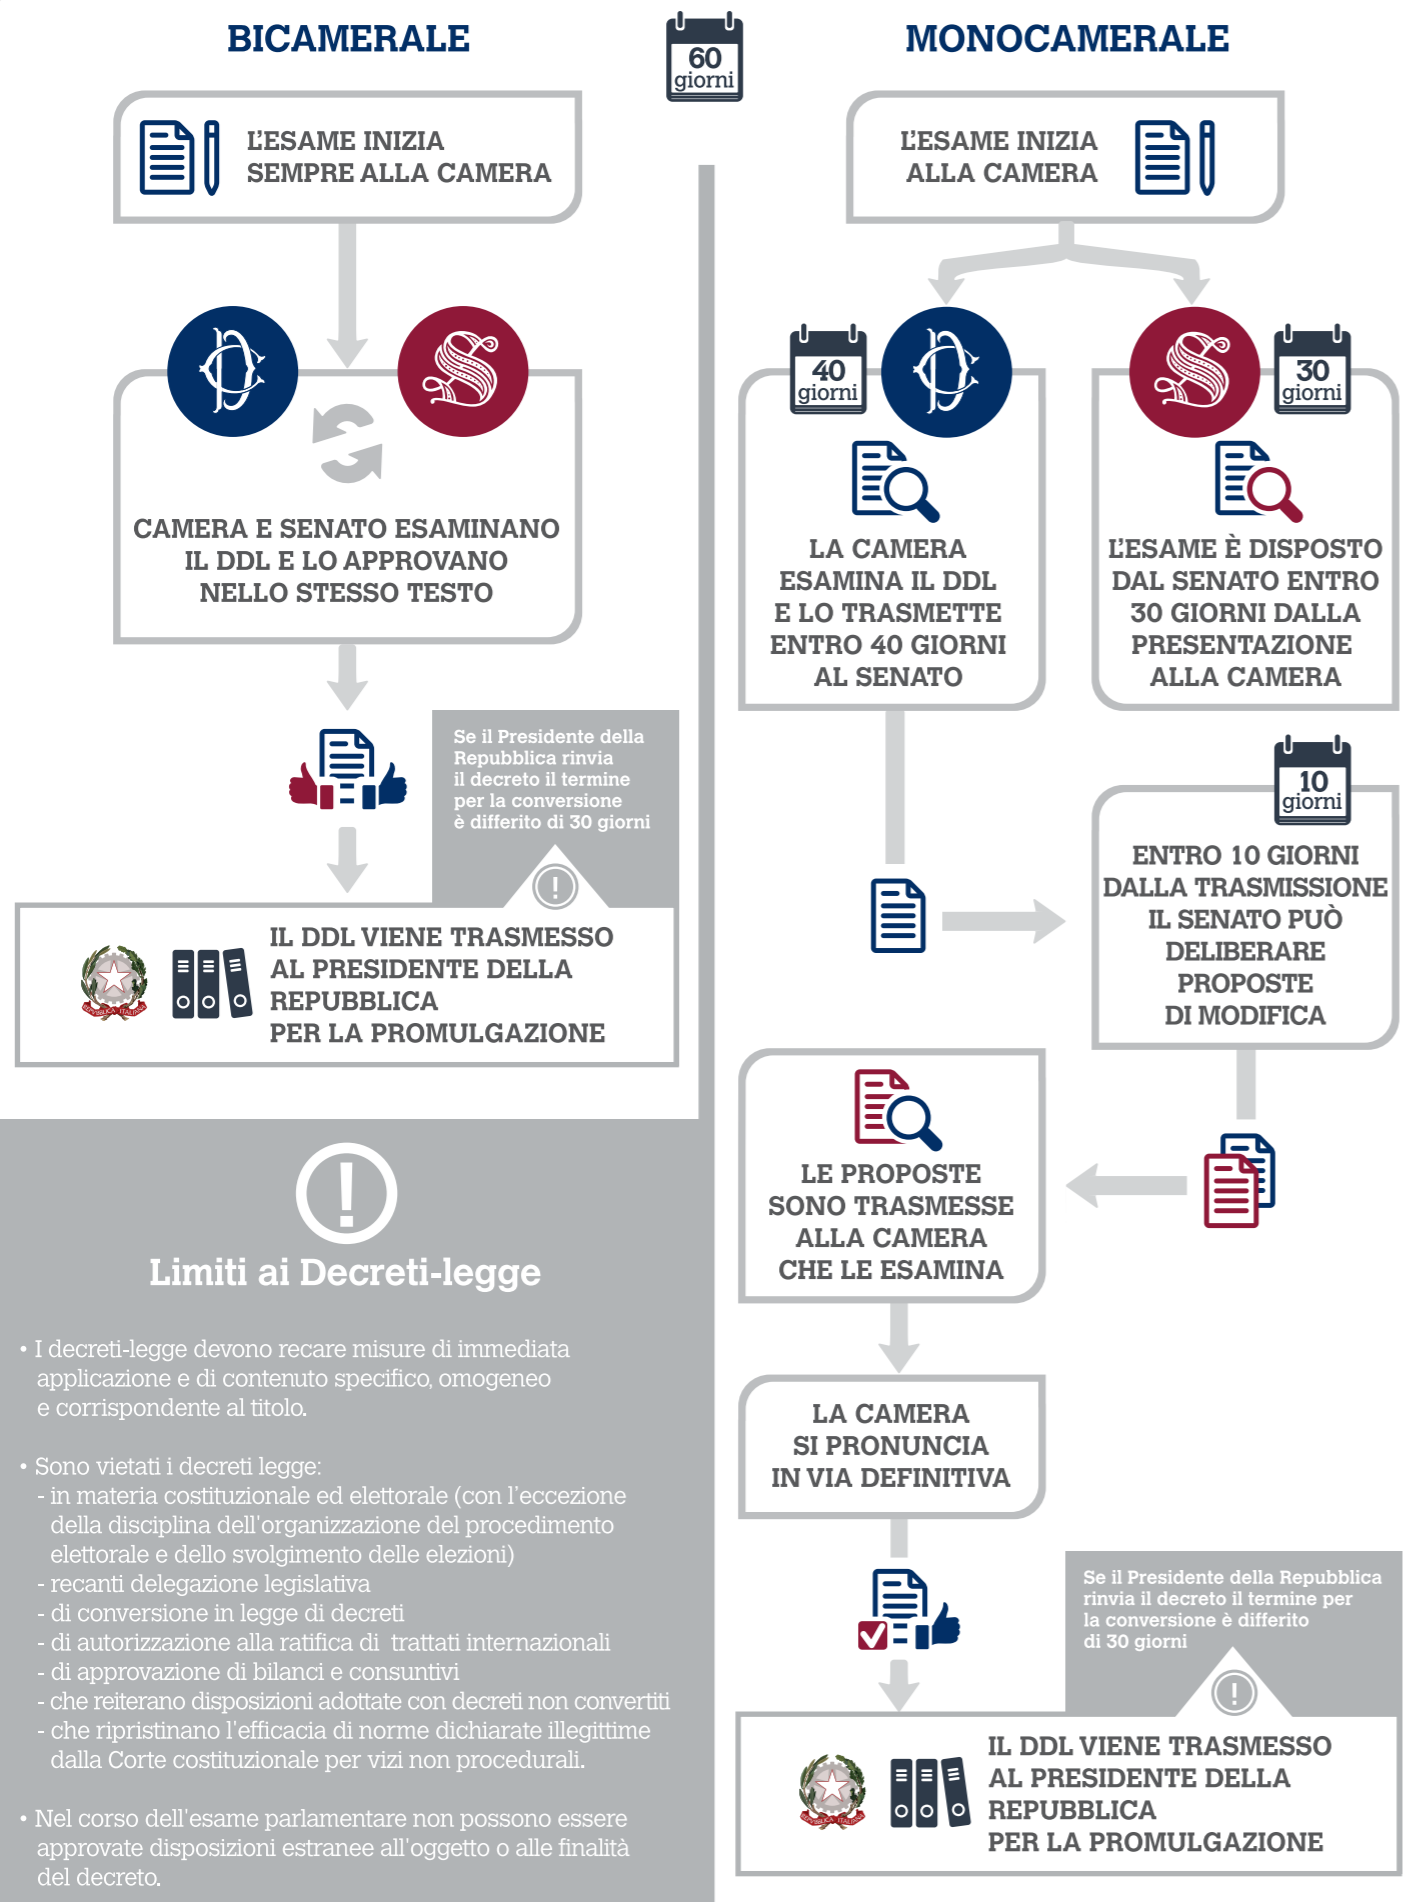 BICAMERALE
60
giorni
MONOCAMERALE
L'ESAME INIZIA
SEMPRE ALLA CAMERA
L'ESAME INIZIA
ALLA CAMERA
CAMERA E SENATO ESAMINANO
IL DDL E LO APPROVANO
NELLO STESSO TESTO
40
giorni
30
giorni
LA CAMERA
ESAMINA IL DDL
E LO TRASMETTE
ENTRO 40 GIORNI
AL SENATO
L'ESAME È DISPOSTO
DAL SENATO ENTRO
30 GIORNI DALLA
PRESENTAZIONE
ALLA CAMERA
Se il Presidente della
Repubblica rinvia
il decreto il termine
per la conversione
è differito di 30 giorni
!
IL DDL VIENE TRASMESSO
AL PRESIDENTE DELLA
REPUBBLICA
PER LA PROMULGAZIONE
REPVBBLICA ITALIANA
10
giorni
ENTRO 10 GIORNI
DALLA TRASMISSIONE
IL SENATO PUÒ
DELIBERARE
PROPOSTE
DI MODIFICA
LE PROPOSTE
SONO TRASMESSE
ALLA CAMERA
CHE LE ESAMINA
LA CAMERA
SI PRONUNCIA
IN VIA DEFINITIVA
Se il Presidente della Repubblica
rinvia il decreto il termine per
la conversione è differito
di 30 giorni
!
IL DDL VIENE TRASMESSO
AL PRESIDENTE DELLA
REPUBBLICA
PER LA PROMULGAZIONE
REPVBBLICA ITALIANA
!
Limiti ai Decreti-legge
• I decreti-legge devono recare misure di immediata
applicazione e di contenuto specifico, omogeneo
e corrispondente al titolo.
• Sono vietati i decreti legge:
- in materia costituzionale ed elettorale (con l'eccezione
della disciplina dell'organizzazione del procedimento
elettorale e dello svolgimento delle elezioni)
- recanti delegazione legislativa
- di conversione in legge di decreti
- di autorizzazione alla ratifica di trattati internazionali
- di approvazione di bilanci e consuntivi
- che reiterano disposizioni adottate con decreti non convertiti
- che ripristinano l'efficacia di norme dichiarate illegittime
dalla Corte costituzionale per vizi non procedurali.
• Nel corso dell'esame parlamentare non possono essere
approvate disposizioni estranee all'oggetto o alle finalità
del decreto.